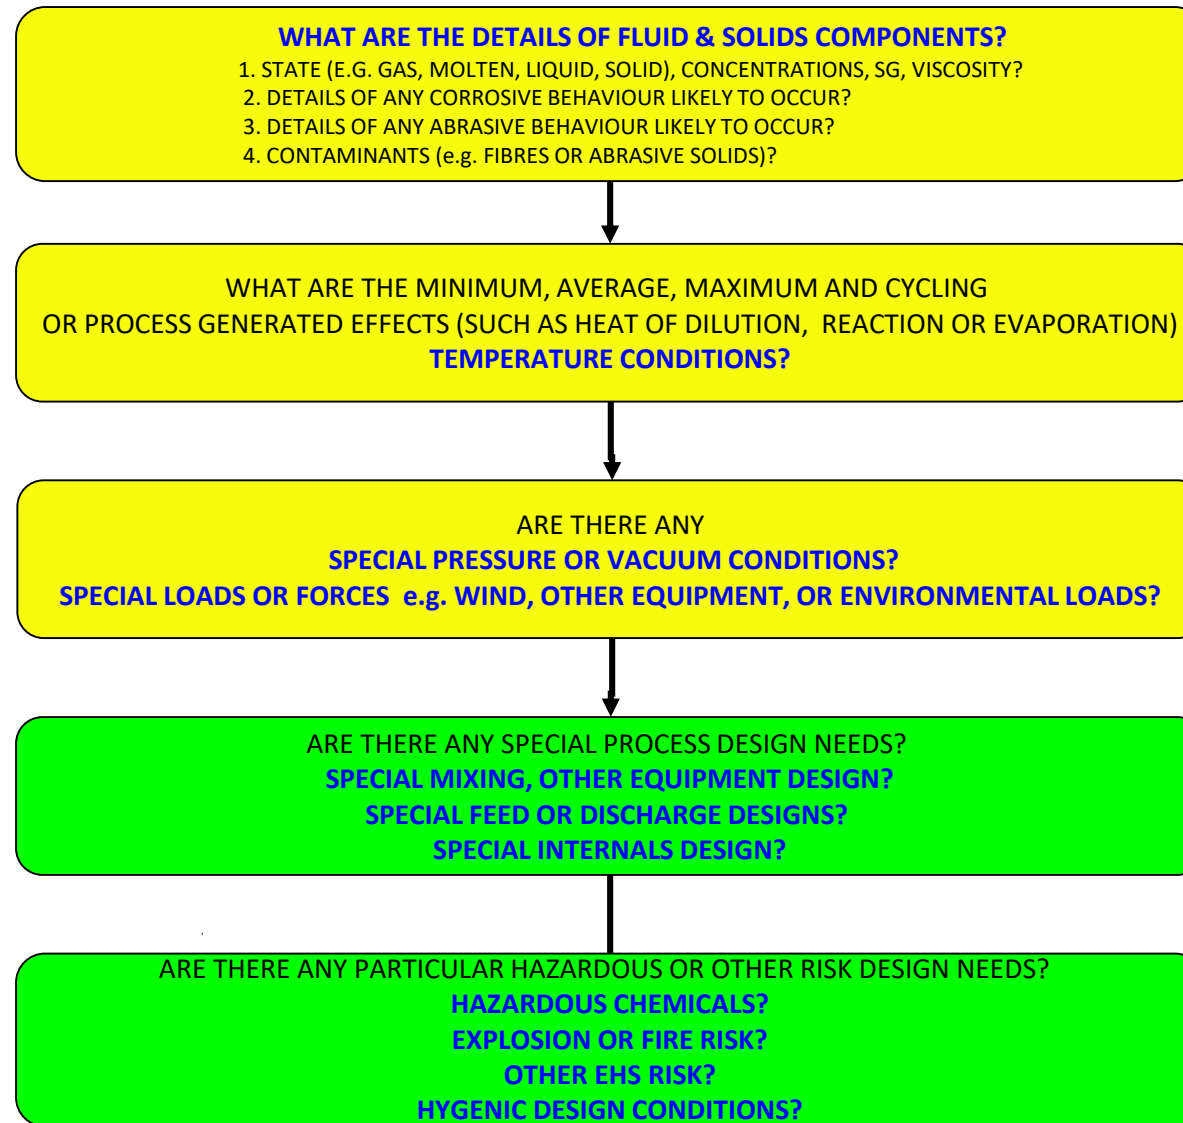 WHAT ARE THE DETAILS OF FLUID & SOLIDS COMPONENTS?
1. STATE (E.G. GAS, MOLTEN, LIQUID, SOLID), CONCENTRATIONS, SG, VISCOSITY?
2. DETAILS OF ANY CORROSIVE BEHAVIOUR LIKELY TO OCCUR?
3. DETAILS OF ANY ABRASIVE BEHAVIOUR LIKELY TO OCCUR?
4. CONTAMINANTS (e.g. FIBRES OR ABRASIVE SOLIDS)?
WHAT ARE THE MINIMUM, AVERAGE, MAXIMUM AND CYCLING
OR PROCESS GENERATED EFFECTS (SUCH AS HEAT OF DILUTION, REACTION OR EVAPORATION)
TEMPERATURE CONDITIONS?
ARE THERE ANY
SPECIAL PRESSURE OR VACUUM CONDITIONS?
SPECIAL LOADS OR FORCES e.g. WIND, OTHER EQUIPMENT, OR ENVIRONMENTAL LOADS?
ARE THERE ANY SPECIAL PROCESS DESIGN NEEDS?
SPECIAL MIXING, OTHER EQUIPMENT DESIGN?
SPECIAL FEED OR DISCHARGE DESIGNS?
SPECIAL INTERNALS DESIGN?
ARE THERE ANY PARTICULAR HAZARDOUS OR OTHER RISK DESIGN NEEDS?
HAZARDOUS CHEMICALS?
EXPLOSION OR FIRE RISK?
OTHER EHS RISK?
HYGENIC DESIGN CONDITIONS?